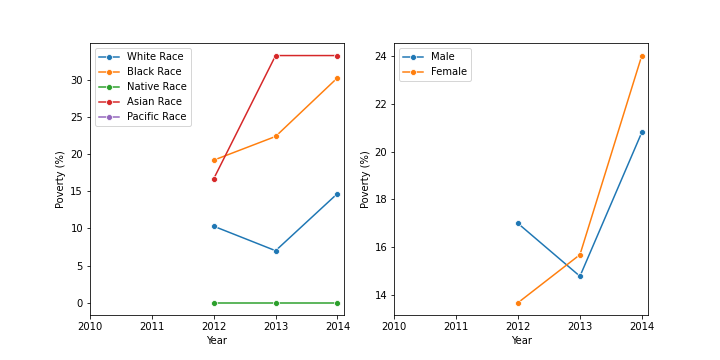 White Race
Black Race
Native Race
Asian Race
Pacific Race
30
25
20
15
10
5
0
Poverty (%)
2010 2011 2012 2013 2014
Year
Male
Female
24
22
20
18
16
14
Poverty (%)
2010 2011 2012 2013 2014
Year